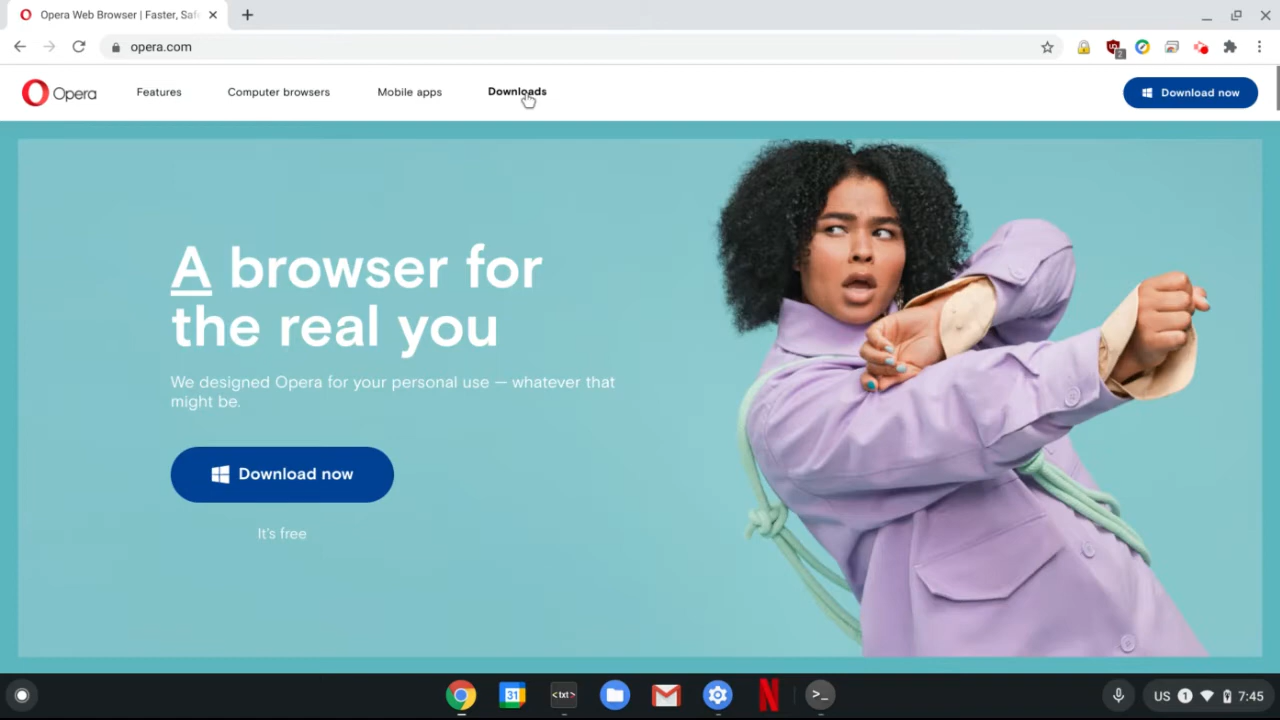 Opera Web Browser | Faster, Saf
opera.com
2
Opera
Features
Computer browsers
Mobile apps
Downloads
Download now
A browser for
the real you
We designed Opera for your personal use — whatever that
might be.
Download now
It's free
31
<txt>
>_
US
1
7:45